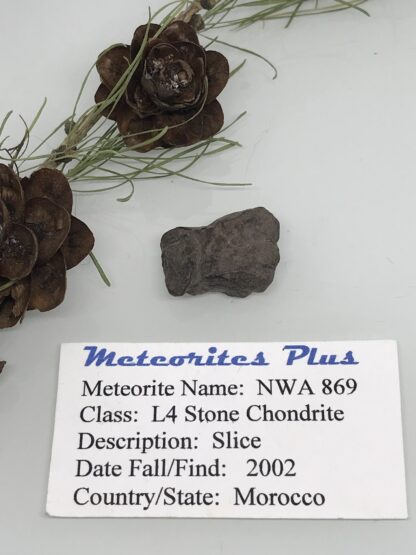 Meteorites Plus
Meteorite Name: NWA 869
Class: L4 Stone Chondrite
Description: Slice
Date Fall/Find: 2002
Country/State: Morocco